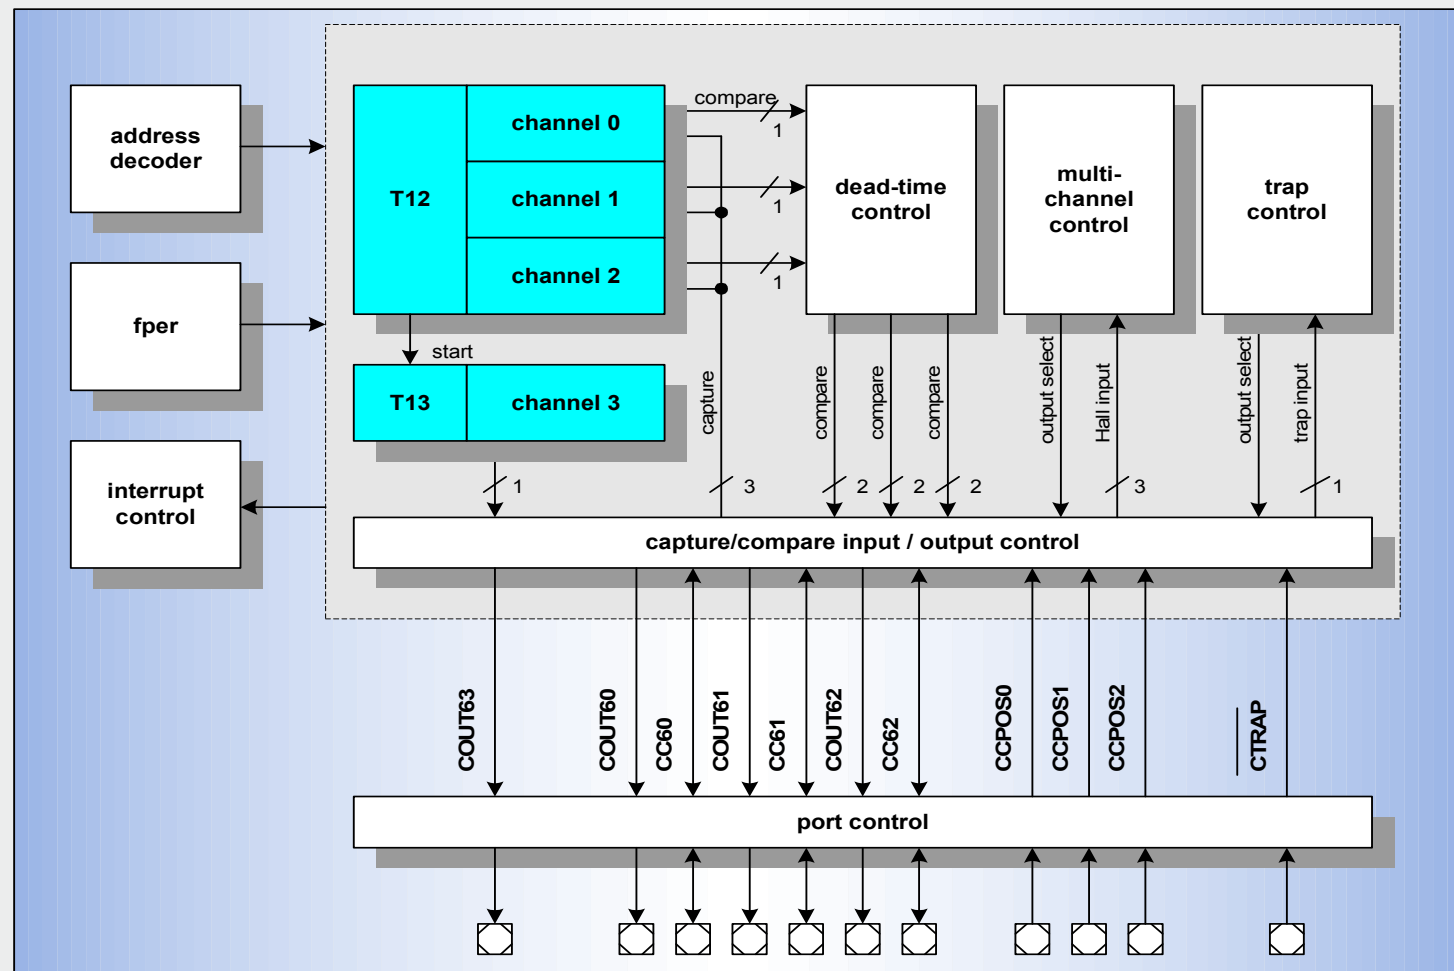 address
decoder
fper
interrupt
control
T12
channel 0
channel 1
channel 2
start
T13
channel 3
compare
1
1
1
dead-time
control
multi-
channel
control
trap
control
capture
compare
compare
compare
output select
Hall input
output select
trap input
1
3
2
2
2
3
1
capture/compare input / output control
COUT63
COUT60
CC60
COUT61
CC61
COUT62
CC62
CCPOS0
CCPOS1
CCPOS2
CTRAP
port control